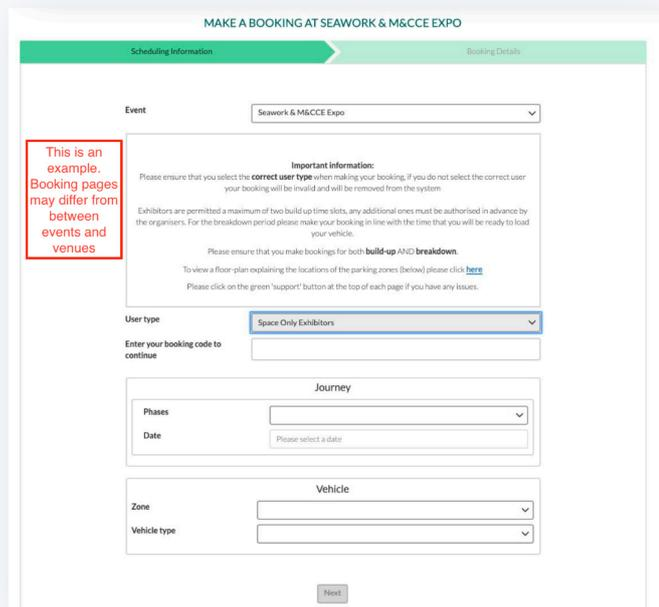 MAKE A BOOKING AT SEAWORK & M&CCE EXPO
Scheduling Information
Booking Details
Event
Seawork & M&CCE Expo
This is an
example.
Booking pages
may differ from
between
events and
venues
Important information:
Please ensure that you select the correct user type when making your booking, if you do not select the correct user
your booking will be invalid and will be removed from the system
Exhibitors are permitted a maximum of two build up time slots, any additional ones must be authorised in advance by
the organisers. For the breakdown period please make your booking in line with the time that you will be ready to load
your vehicle.
Please ensure that you make bookings for both build-up AND breakdown.
To view a floor-plan explaining the locations of the parking zones (below) please click here
Please click on the green 'support' button at the top of each page if you have any issues.
User type
Space Only Exhibitors
Enter your booking code to
continue
Journey
Phases
Date
Please select a date
Vehicle
Zone
Vehicle type
Next